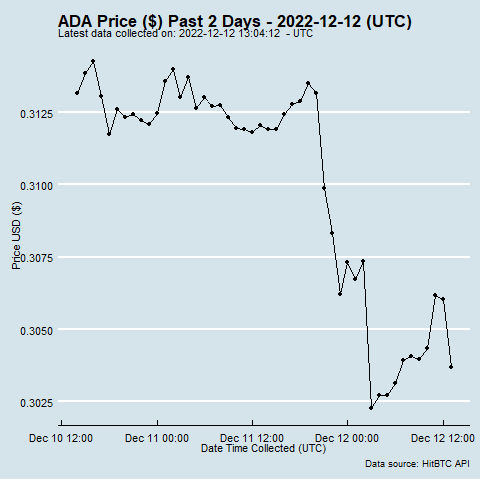 ADA Price ($) Past 2 Days - 2022-12-12 (UTC)
Latest data collected on: 2022-12-12 13:04:12 - UTC
Price USD ($)
0.3125
0.3100
0.3075
0.3050
0.3025
Dec 10 12:00 Dec 11 00:00 Dec 11 12:00 Dec 12 00:00 Dec 12 12:00
Date Time Collected (UTC)
Data source: HitBTC API